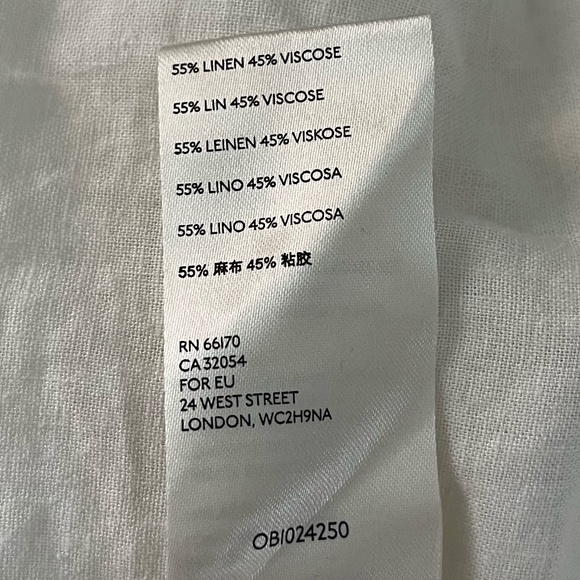 55% LINEN 45% VISCOSE
55% LIN 45% VISCOSE
55% LEINEN 45% VISKOSE
55% LINO 45% VISCOSA
55% LINO 45% VISCOSA
55% 麻布 45% 粘胶
RN 66170
CA 32054
FOR EU
24 WEST STREET
LONDON, WC2H9NA
OB1024250